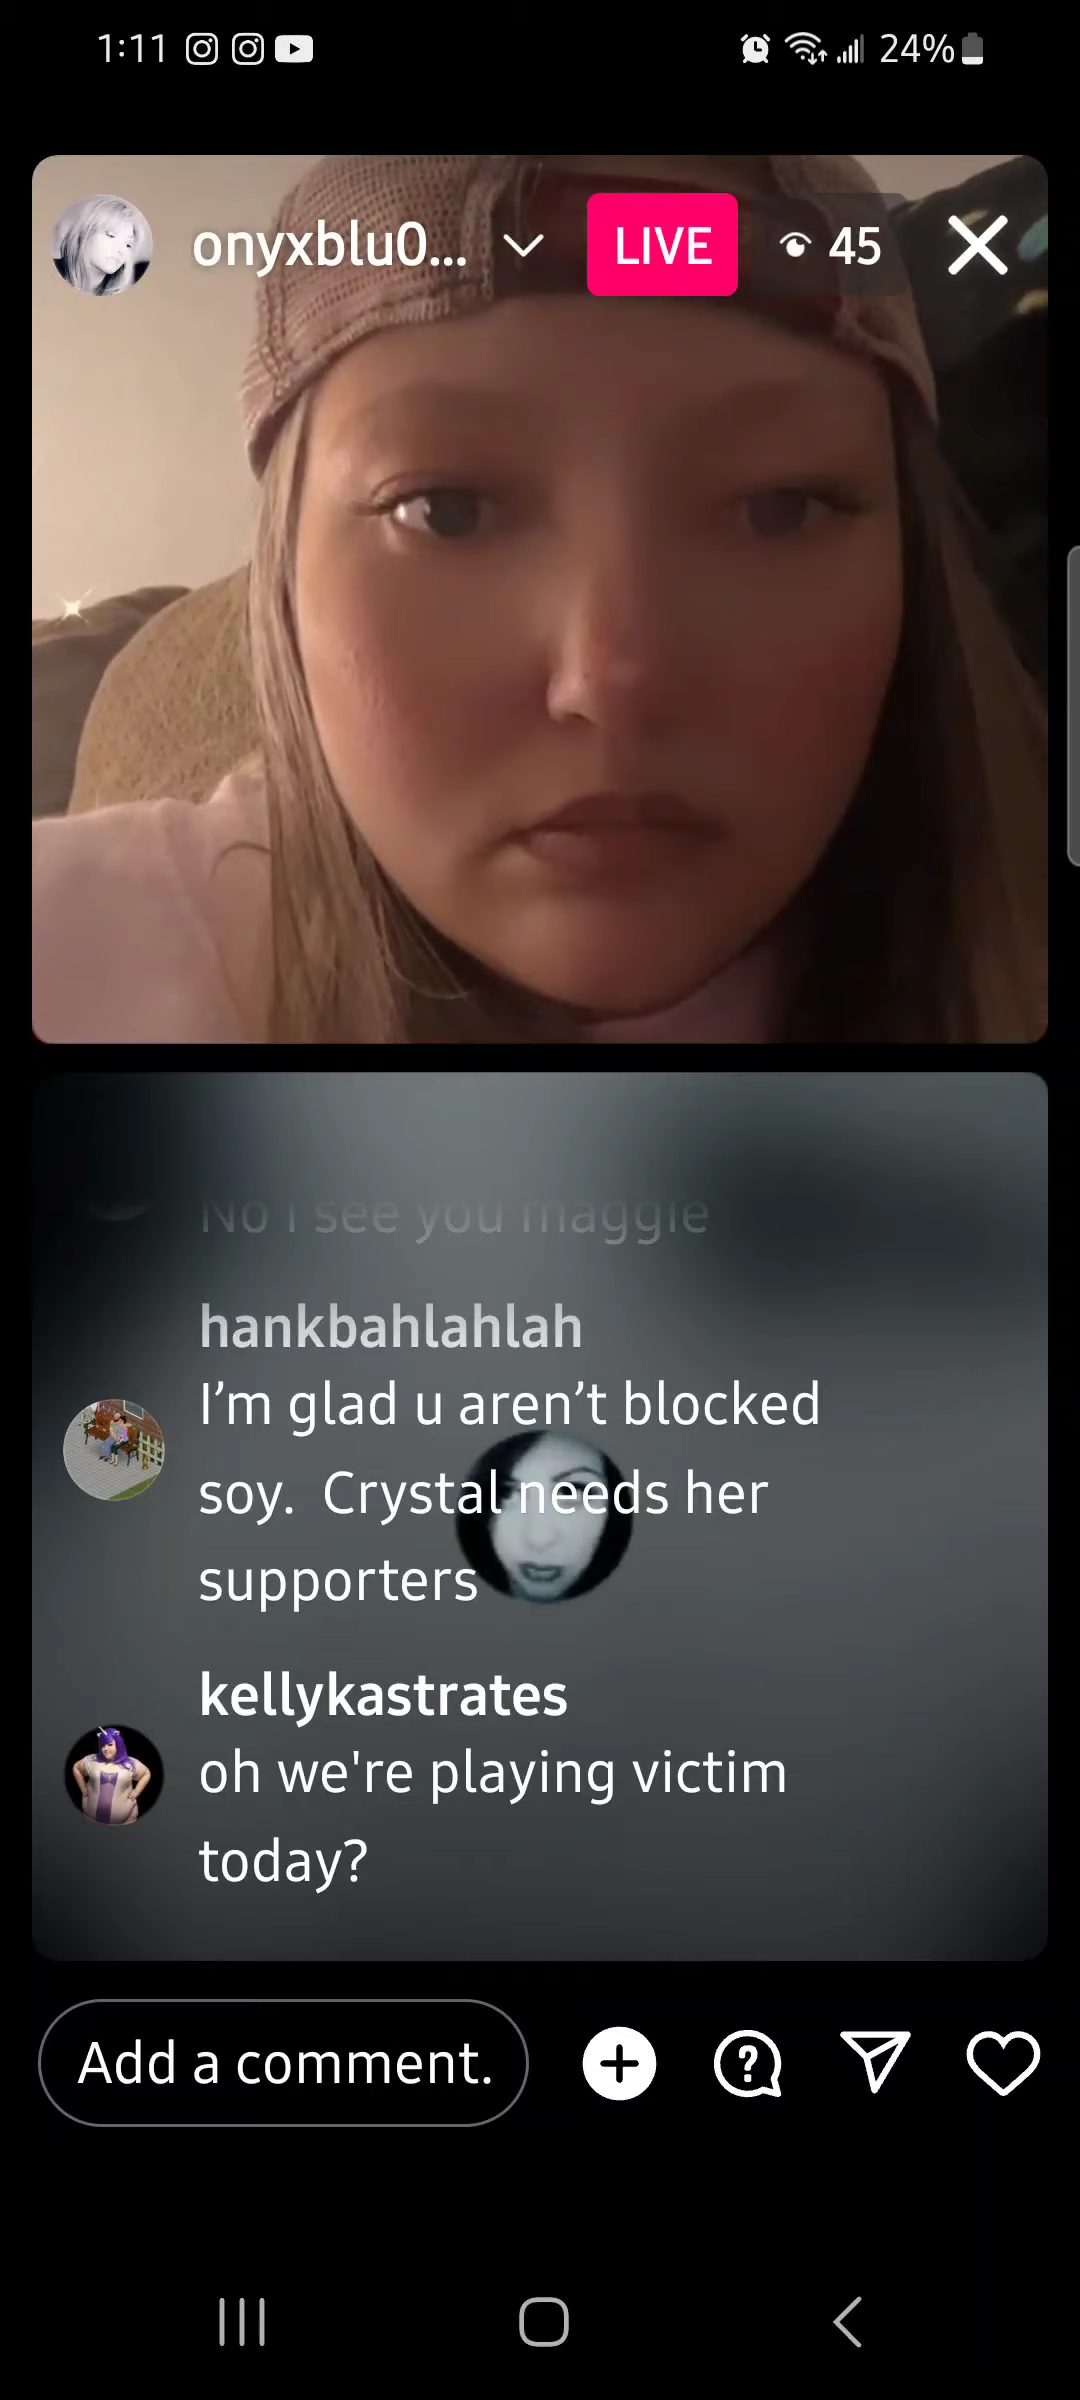 1:11 24%
onyxblu0... LIVE 45
No I see you maggie
hankbahlahlah
I’m glad u aren’t blocked
soy.  Crystal needs her
supporters
kellykastrates
oh we're playing victim
today?
Add a comment.